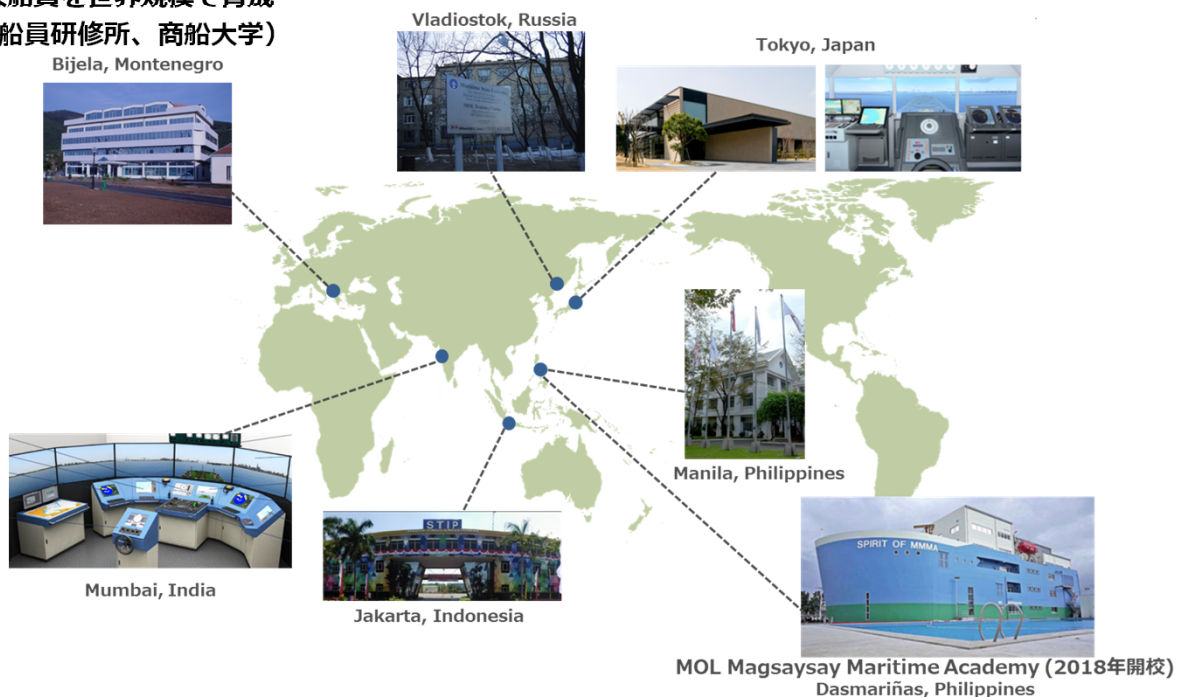 船員を世界規模で育成
船員研修所、商船大学）
Vladiostok, Russia
Tokyo, Japan
Bijela, Montenegro
Manila, Philippines
STIP
SPIRIT OF MMMA
Mumbai, India
Jakarta, Indonesia
MOL Magsaysay Maritime Academy (2018年開校)
Dasmariñas, Philippines